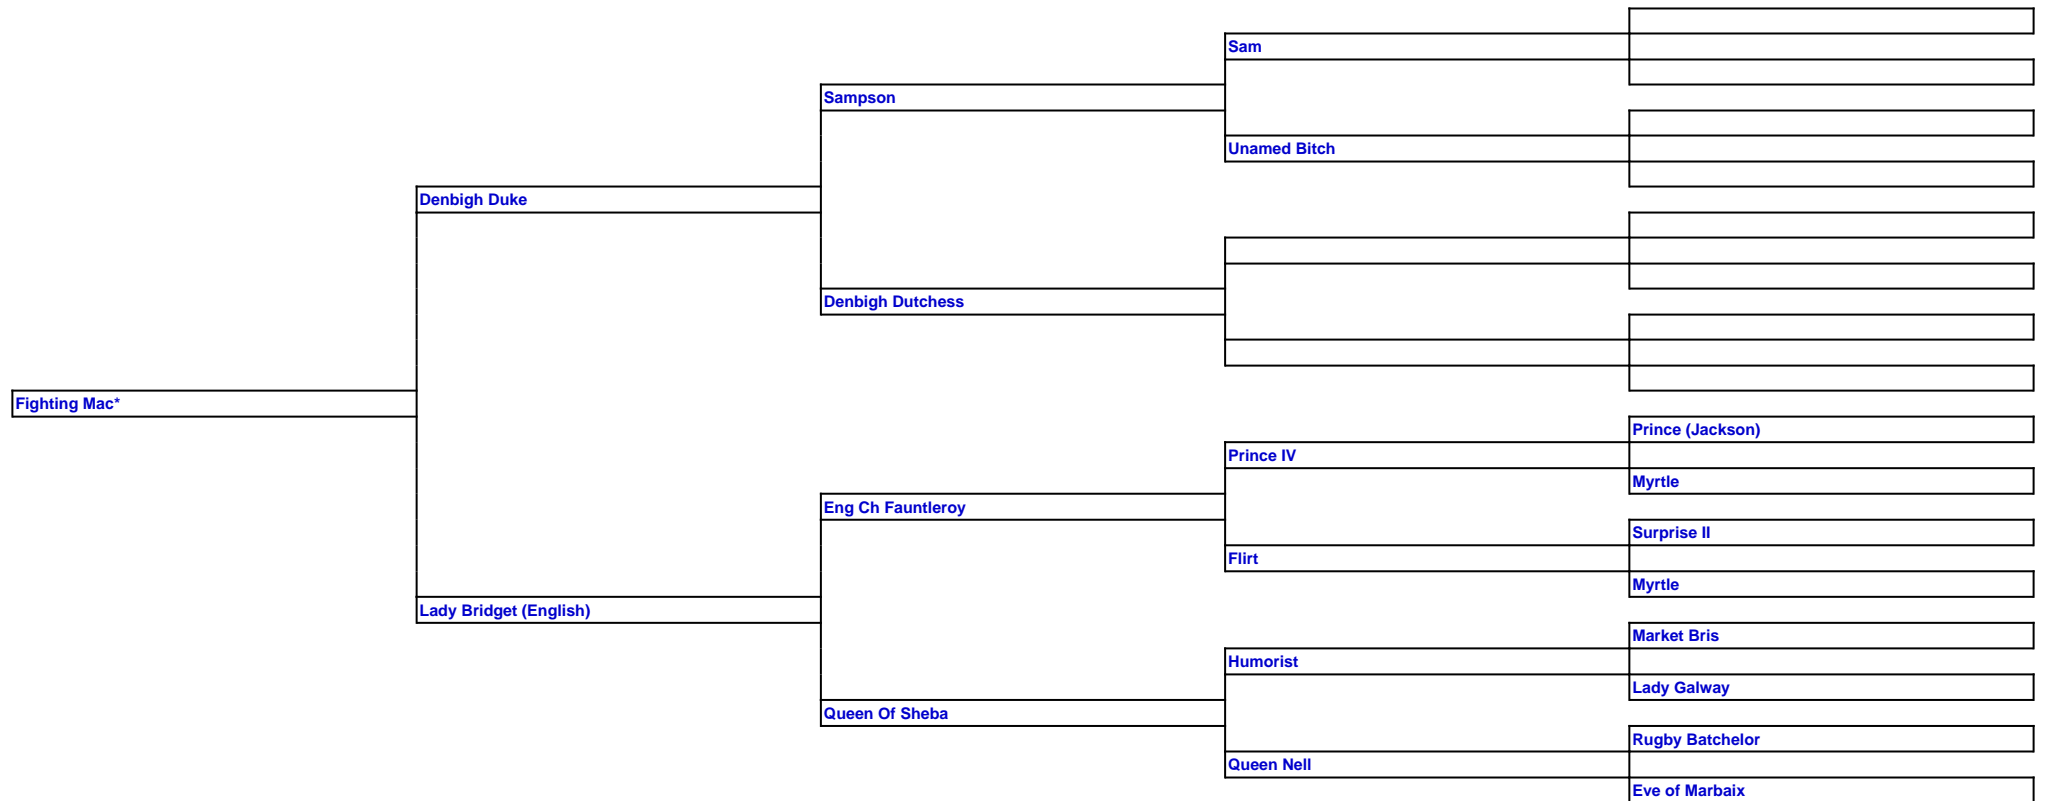 Sam
Sampson
Unamed Bitch
Denbigh Duke
Denbigh Dutchess
Fighting Mac*
Prince (Jackson)
Prince IV
Myrtle
Eng Ch Fauntleroy
Surprise II
Flirt
Myrtle
Lady Bridget (English)
Market Bris
Humorist
Lady Galway
Queen Of Sheba
Rugby Batchelor
Queen Nell
Eve of Marbaix